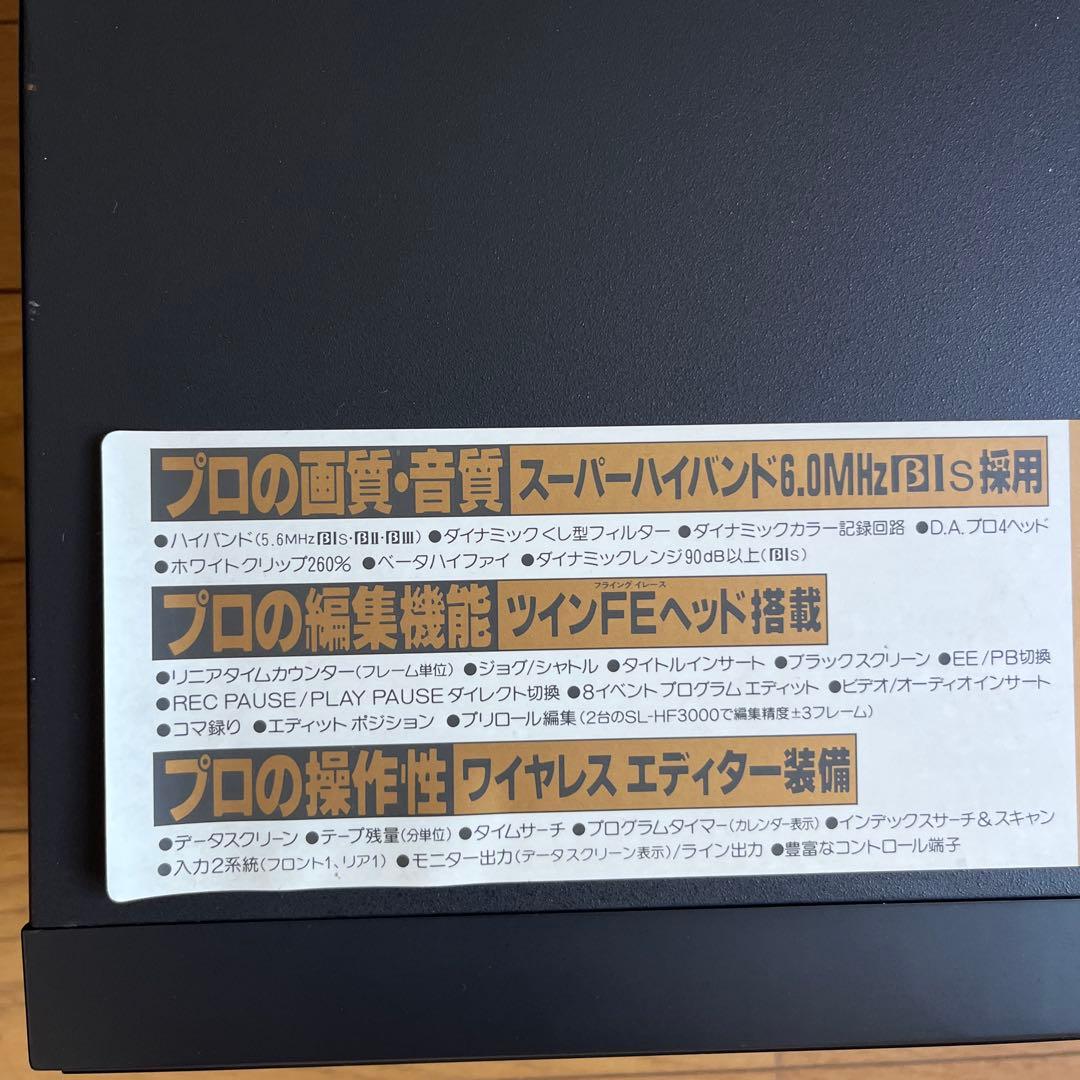 プロの画質・音質 スーパーハイバンド6.0MHzβIs採用
●ハイバンド(5.6MHzβIs・βII・βIII) ●ダイナミックくし型フィルター ●ダイナミックカラー記録回路 ●D.A.プロ4ヘッド
●ホワイトクリップ260% ●ベータハイファイ ●ダイナミックレンジ90dB以上(βIs)
フライング イレース
プロの編集機能 ツインFEヘッド搭載
●リニアタイムカウンター(フレーム単位) ●ジョグ/シャトル ●タイトルインサート ●ブラックスクリーン ●EE/PB切換
●REC PAUSE/PLAY PAUSEダイレクト切換 ●8イベントプログラムエディット ●ビデオ/オーディオインサート
●コマ録り ●エディットポジション ●プリロール編集(2台のSL-HF3000で編集精度±3フレーム)
プロの操作性 ワイヤレス エディター装備
●データスクリーン ●テープ残量(分単位) ●タイムサーチ ●プログラムタイマー(カレンダー表示) ●インデックスサーチ&スキャン
●入力2系統(フロント1、リア1) ●モニター出力(データスクリーン表示)/ライン出力 ●豊富なコントロール端子